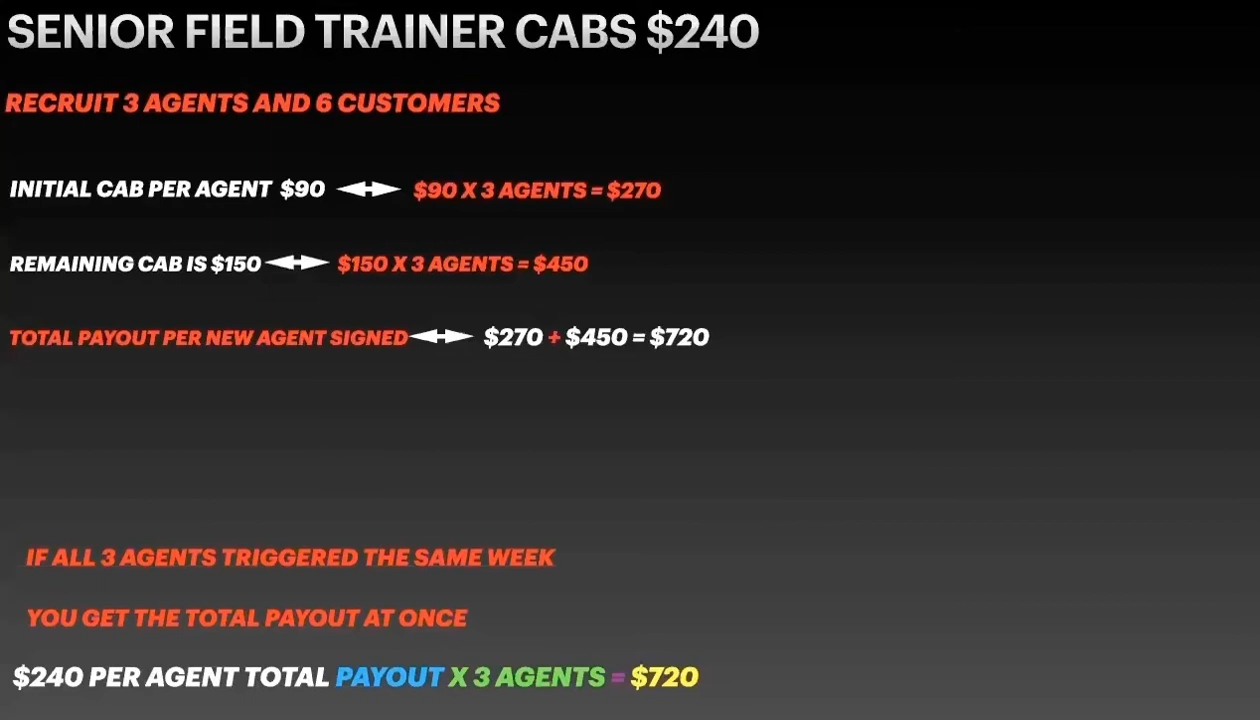 SENIOR FIELD TRAINER CABS $240
RECRUIT 3 AGENTS AND 6 CUSTOMERS
INITIAL CAB PER AGENT $90 $90 X 3 AGENTS = $270
REMAINING CAB IS $150 $150 X 3 AGENTS = $450
TOTAL PAYOUT PER NEW AGENT SIGNED $270 + $450 = $720
IF ALL 3 AGENTS TRIGGERED THE SAME WEEK
YOU GET THE TOTAL PAYOUT AT ONCE
$240 PER AGENT TOTAL PAYOUT X 3 AGENTS = $720